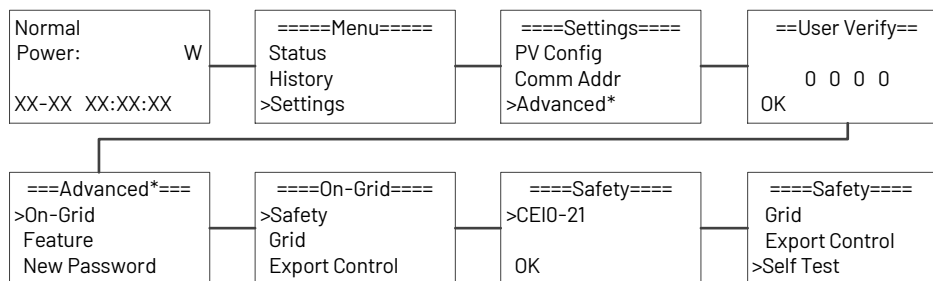 Normal
Power: W
XX-XX XX:XX:XX
=====Menu=====
Status
History
>Settings
====Settings====
PV Config
Comm Addr
>Advanced*
==User Verify==
0 0 0 0
OK
===Advanced*===
>On-Grid
Feature
New Password
====On-Grid====
>Safety
Grid
Export Control
====Safety====
>CEI0-21
OK
====Safety====
Grid
Export Control
>Self Test